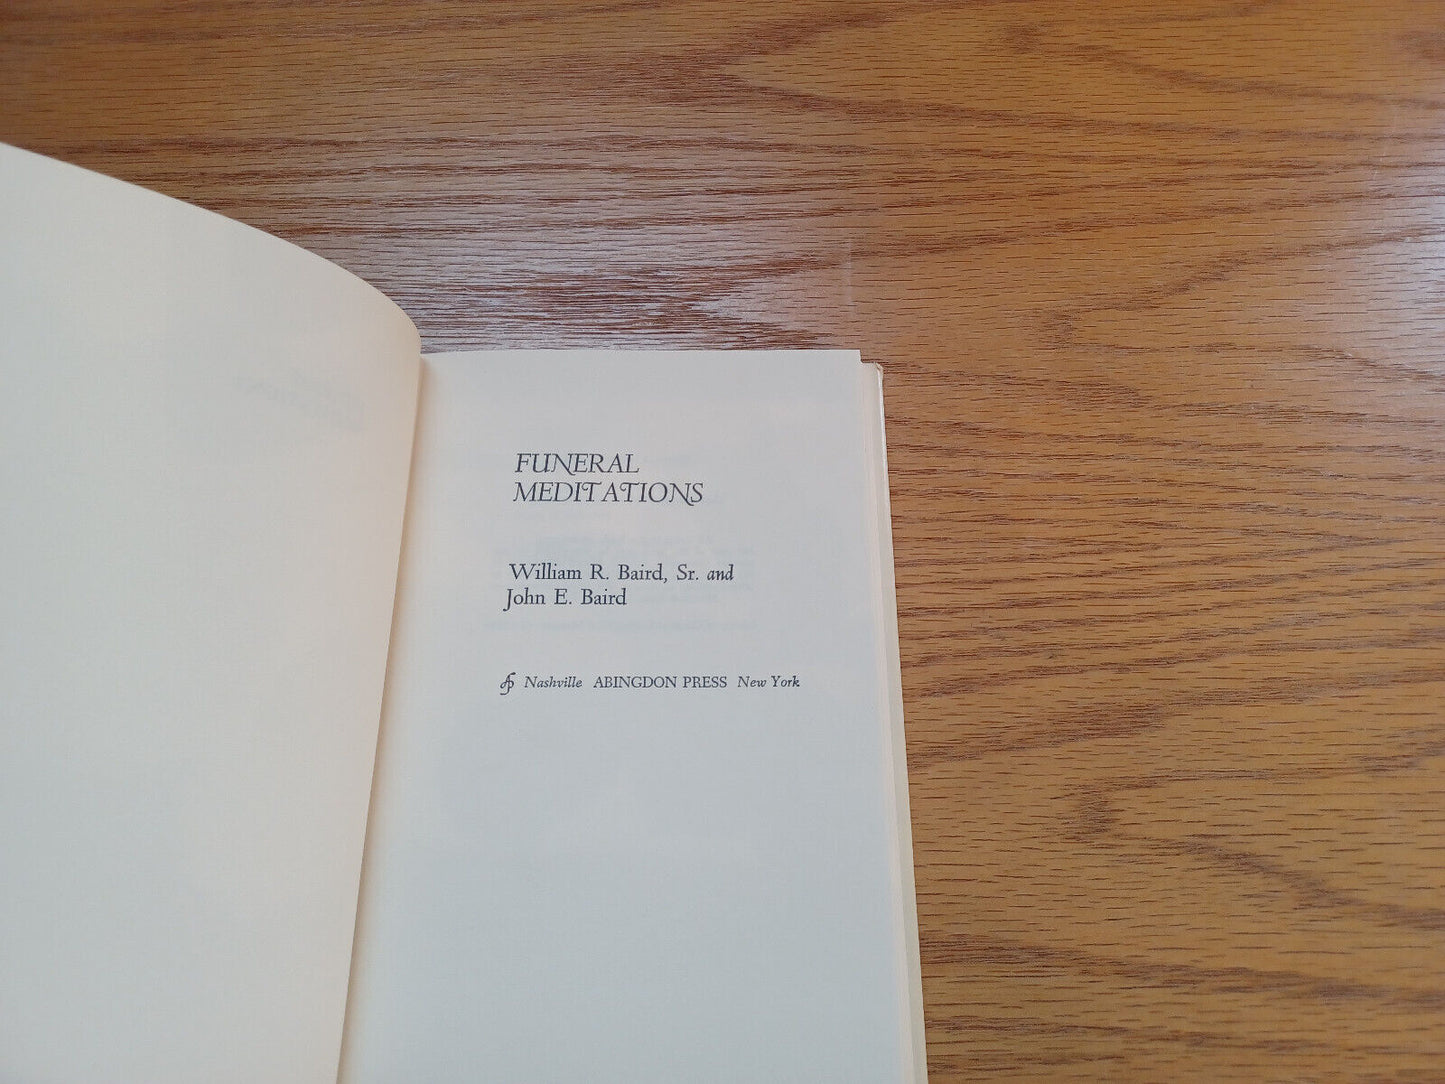 FUNERAL
MEDITATIONS
William R. Baird, Sr. and
John E. Baird
Nashville ABINGDON PRESS New York